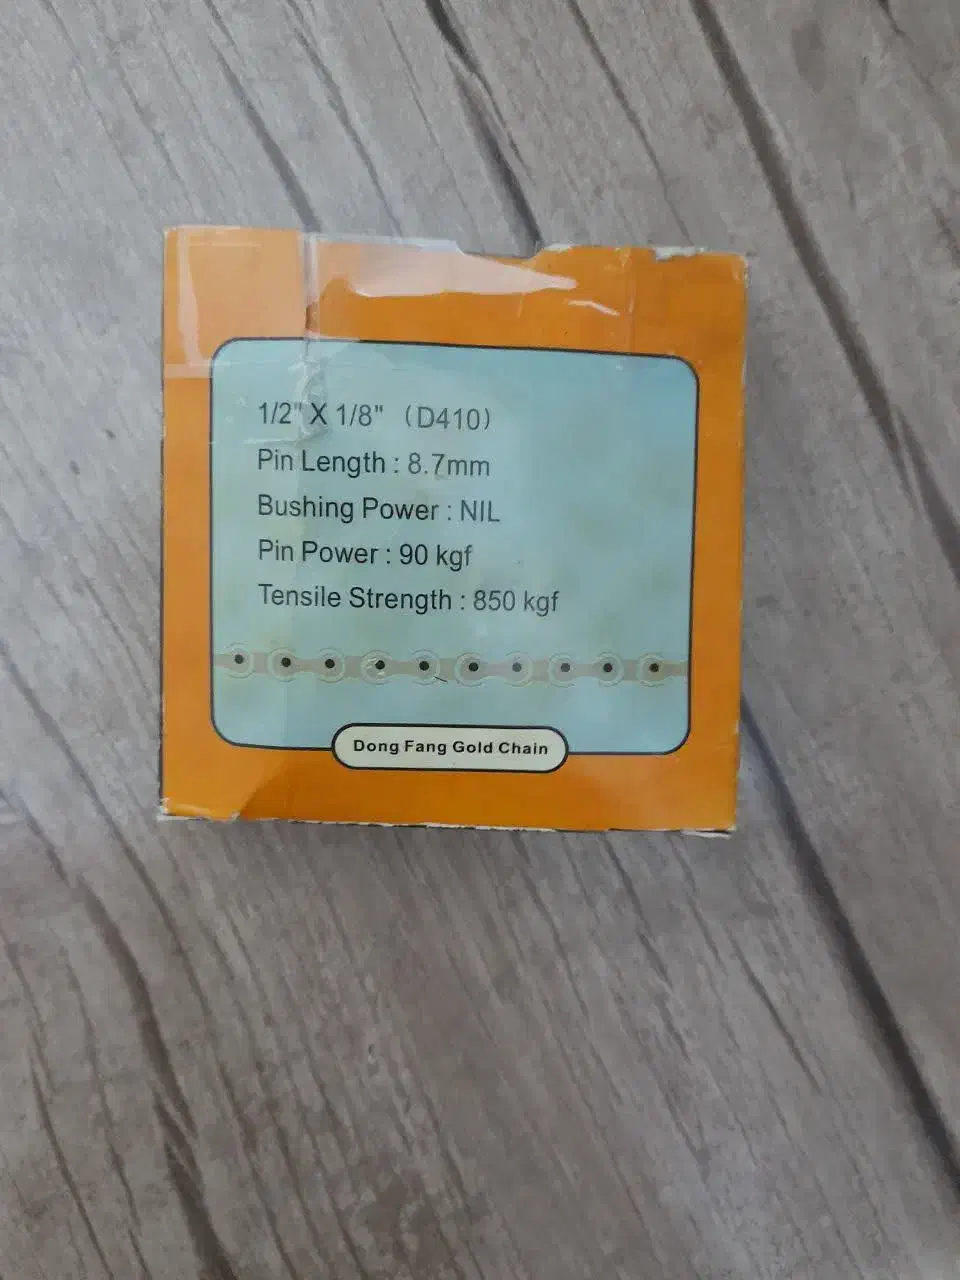 1/2" X 1/8" (D410)
Pin Length : 8.7mm
Bushing Power : NIL
Pin Power : 90 kgf
Tensile Strength : 850 kgf
Dong Fang Gold Chain